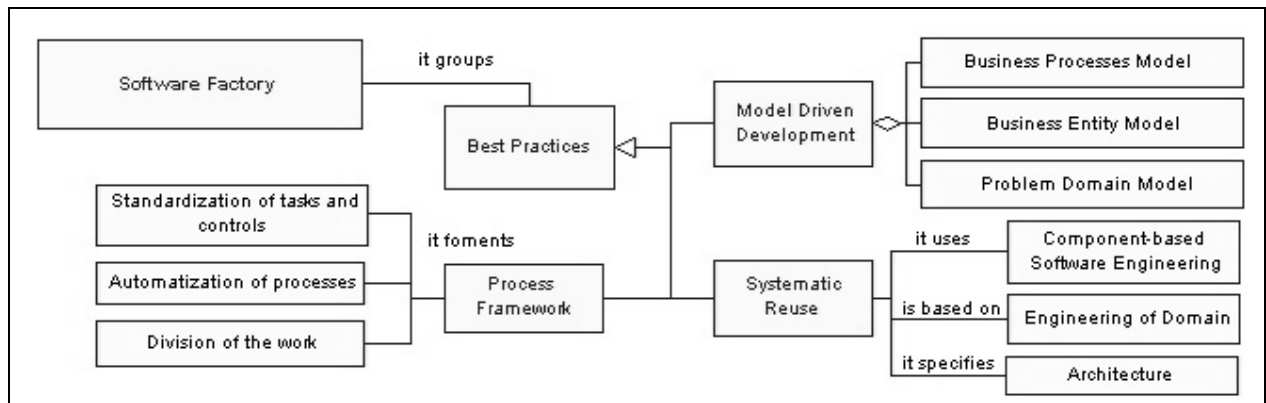 Software Factory
it groups
Best Practices
Model Driven
Development
Business Processes Model
Business Entity Model
Problem Domain Model
Standardization of tasks and
controls
Automatization of processes
Division of the work
it foments
Process
Framework
Systematic
Reuse
it uses
Component-based
Software Engineering
is based on
Engineering of Domain
it specifies
Architecture